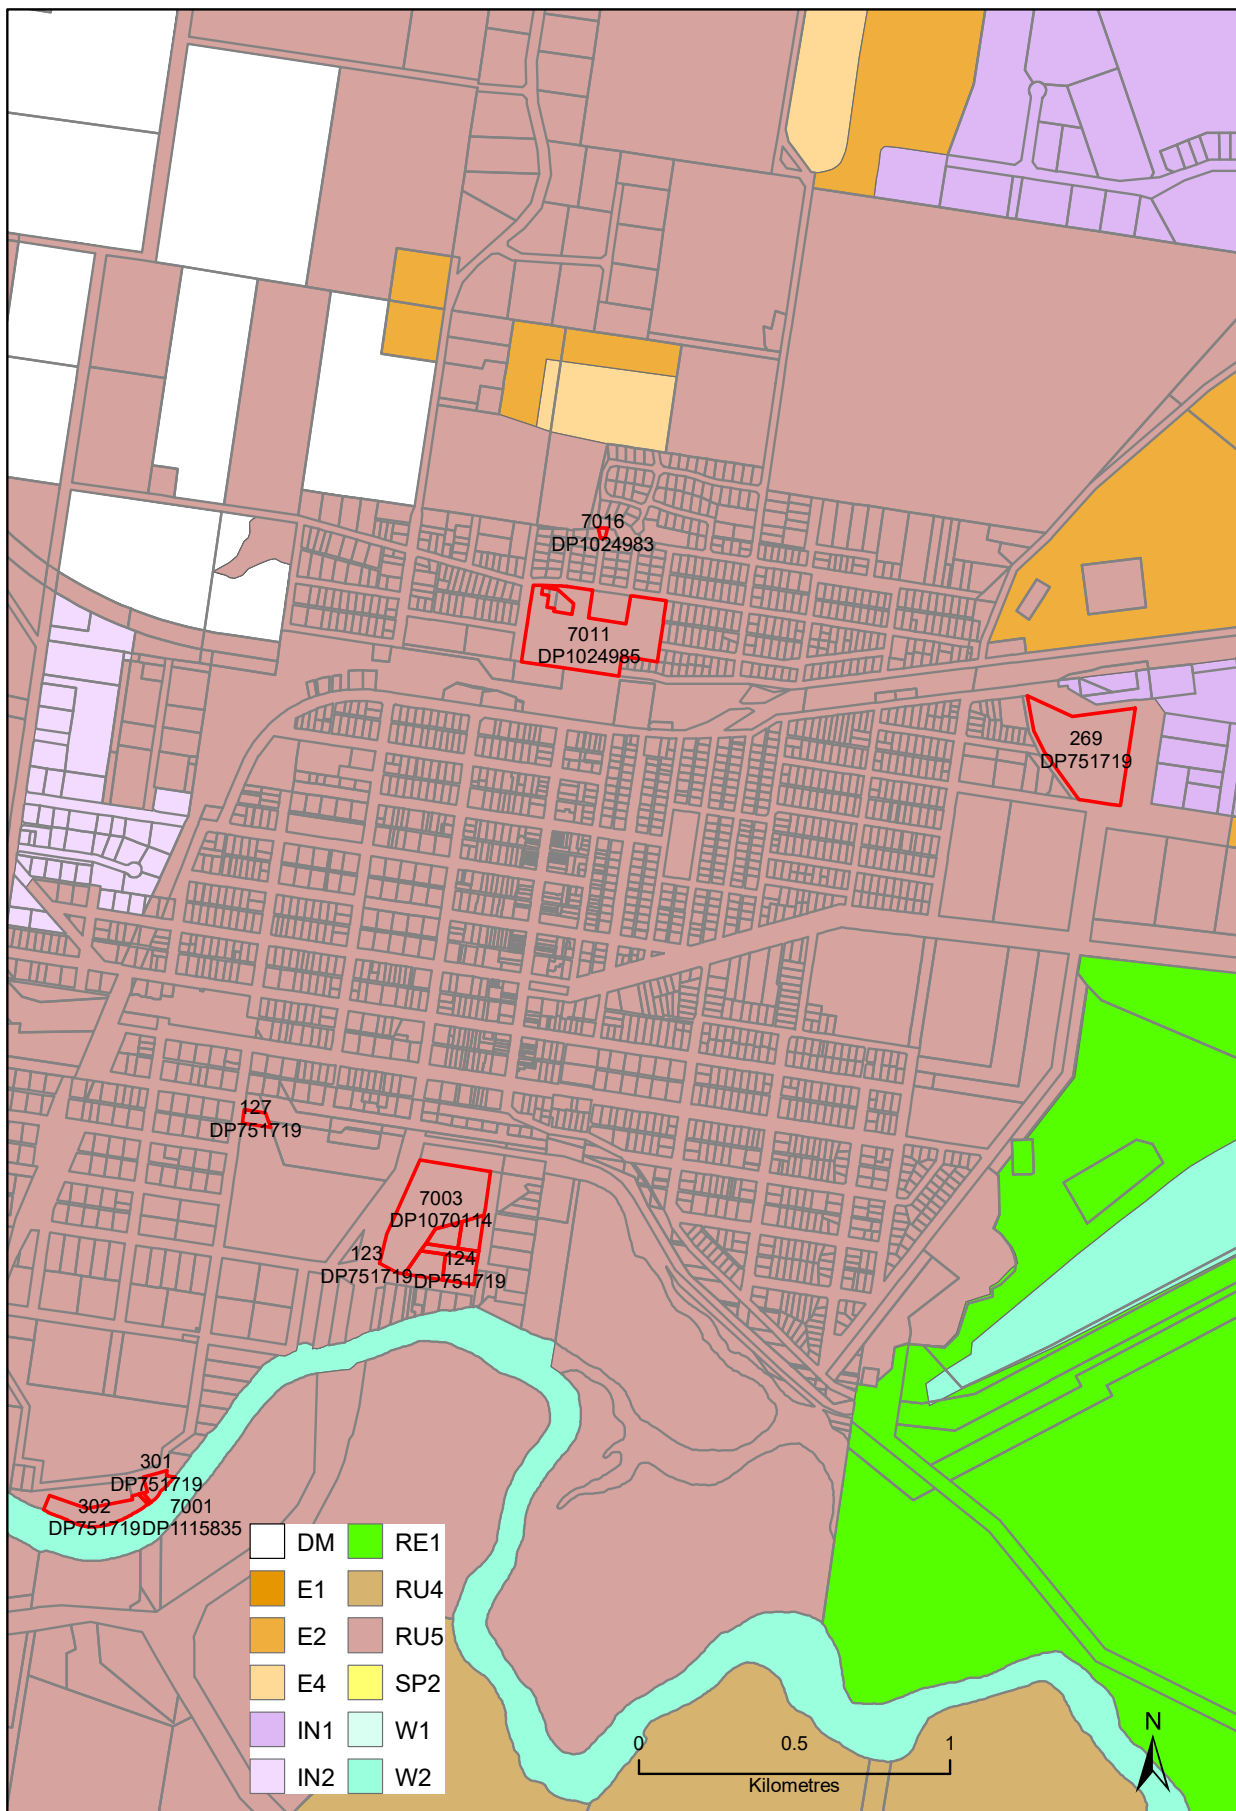 7016
DP1024983
7011
DP1024985
269
DP751719
127
DP751719
7003
DP1070114
123
DP751719
124
DP751719
301
DP751719
302
DP751719
7001
DP1115835
DM
E1
E2
E4
IN1
IN2
RE1
RU4
RU5
SP2
W1
W2
0 0.5 1
Kilometres
N